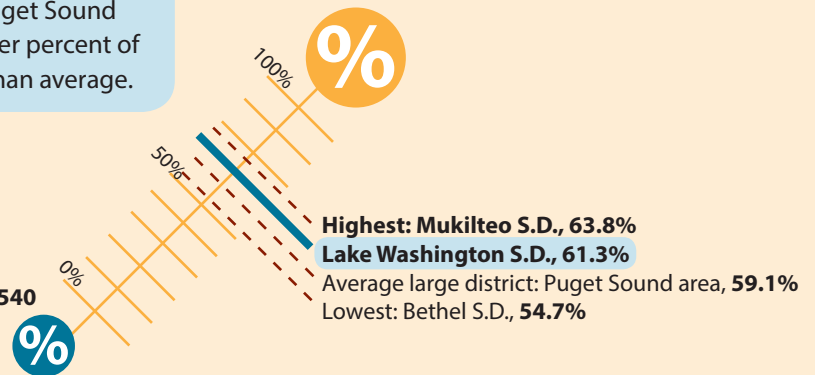 get Sound
er percent of
han average.
%
100%
50%
Highest: Mukilteo S.D., 63.8%
Lake Washington S.D., 61.3%
0%
Average large district: Puget Sound area, 59.1%
540
Lowest: Bethel S.D., 54.7%
%